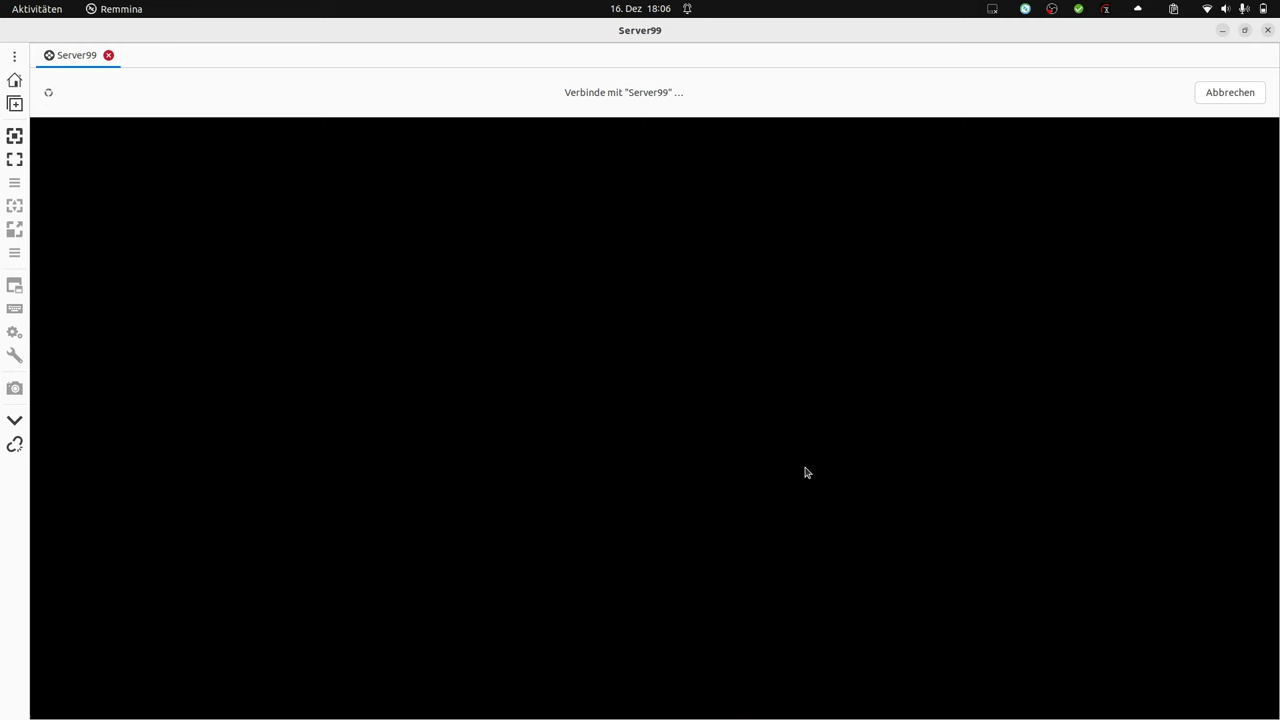 Aktivitäten Remmina 16. Dez 18:06
Server99
Server99
Verbinde mit "Server99" … Abbrechen